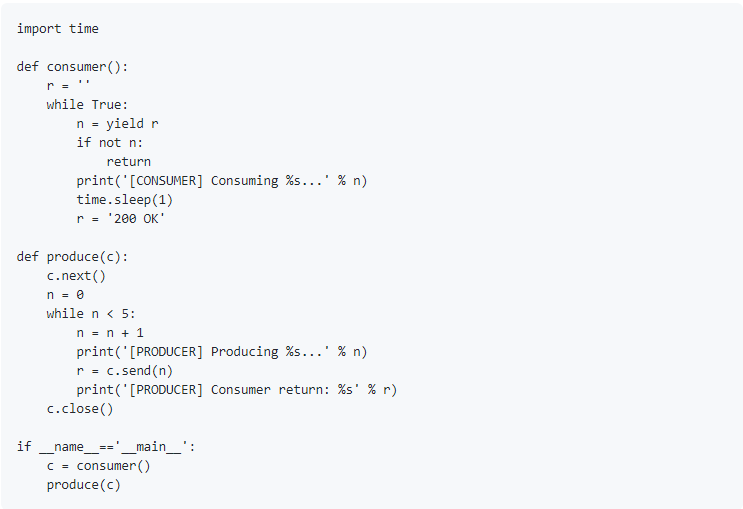 import time

def consumer():
    r = ''
    while True:
        n = yield r
        if not n:
            return
        print('[CONSUMER] Consuming %s...' % n)
        time.sleep(1)
        r = '200 OK'

def produce(c):
    c.next()
    n = 0
    while n < 5:
        n = n + 1
        print('[PRODUCER] Producing %s...' % n)
        r = c.send(n)
        print('[PRODUCER] Consumer return: %s' % r)
    c.close()

if __name__=='__main__':
    c = consumer()
    produce(c)